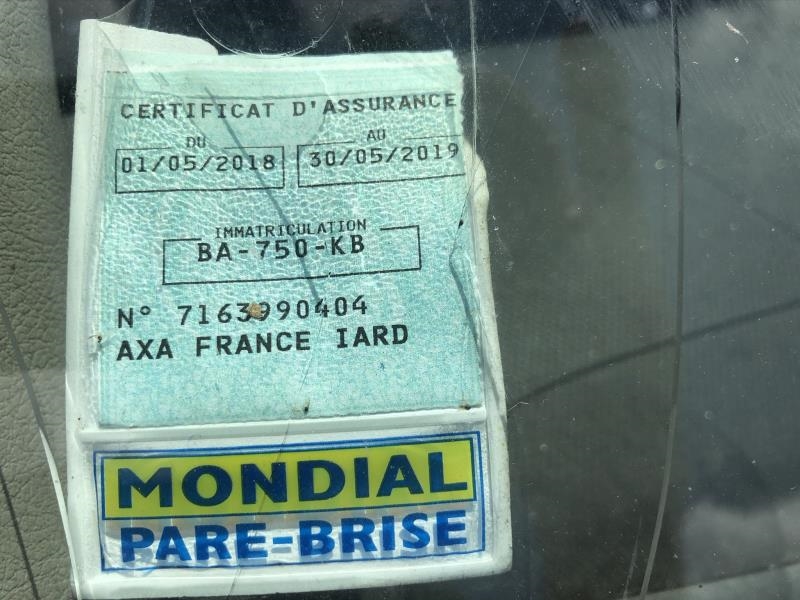 CERTIFICAT D'ASSURANCE
DU AU
01/05/2018 30/05/2019
IMMATRICULATION
BA-750-KB
N° 7163990404
AXA FRANCE IARD
MONDIAL
PARE-BRISE